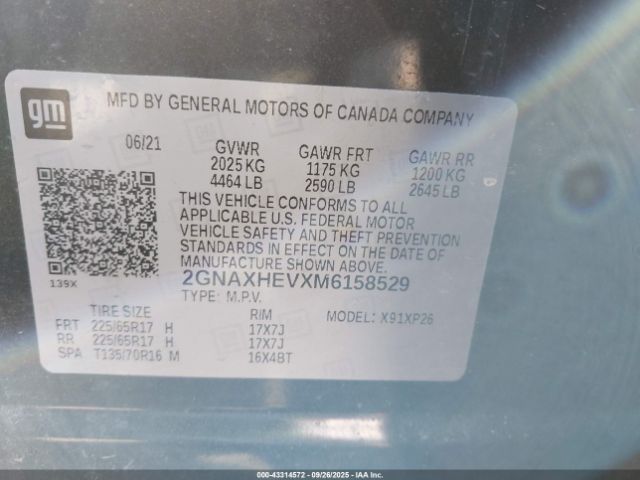 gm
MFD BY GENERAL MOTORS OF CANADA COMPANY
06/21 GVWR GAWR FRT GAWR RR
2025 KG 1175 KG 1200 KG
4464 LB 2590 LB 2645 LB
THIS VEHICLE CONFORMS TO ALL
APPLICABLE U.S. FEDERAL MOTOR
VEHICLE SAFETY AND THEFT PREVENTION
STANDARDS IN EFFECT ON THE DATE OF
MANUFACTURE SHOWN ABOVE.
139X 2GNAXHEVXM6158529
TYPE: M.P.V.
TIRE SIZE RIM MODEL: X91XP26
FRT 225/65R17 H 17X7J
RR 225/65R17 H 17X7J
SPA T135/70R16 M 16X4BT
000-43314572 - 09/26/2025 - IAAI.COM